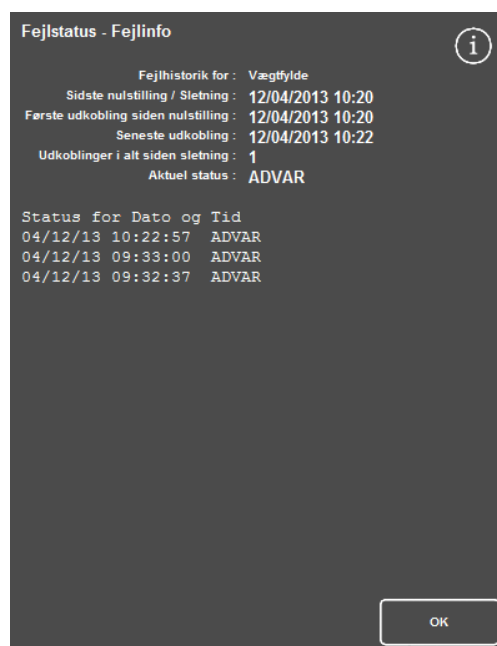 Fejlstatus - Fejlinfo
i
Fejlhistorik for : Vægtfylde
Sidste nulstilling / Sletning : 12/04/2013 10:20
Første udkobling siden nulstilling : 12/04/2013 10:20
Seneste udkobling : 12/04/2013 10:22
Udkoblinger i alt siden sletning : 1
Aktuel status : ADVAR
Status for Dato og Tid
04/12/13 10:22:57 ADVAR
04/12/13 09:33:00 ADVAR
04/12/13 09:32:37 ADVAR
OK